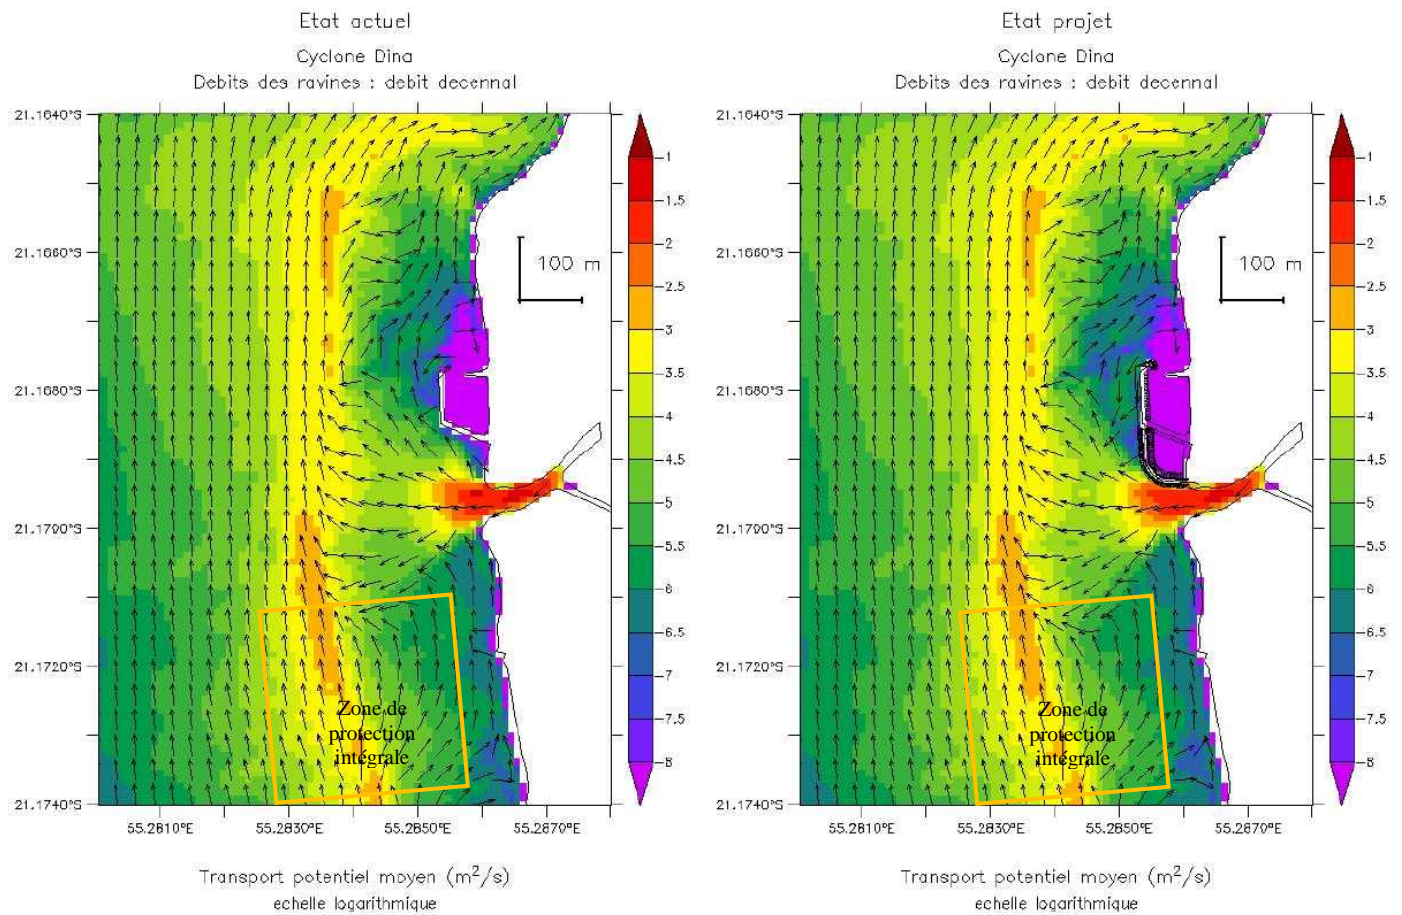 Etat actuel
Cyclone Dina
Debits des ravines : debit decennal
21.1640°S
21.1660°S
21.1680°S
21.1700°S
21.1720°S
21.1740°S
55.2610°E
55.2830°E
55.2650°E
55.2870°E
100 m
Zone de
protection
intégrale
-1
-1.5
-2
-2.5
-3
-3.5
-4
-4.5
-5
-5.5
-6
-6.5
-7
-7.5
-8
Transport potentiel moyen (m²/s)
echelle logarithmique
Etat projet
Cyclone Dina
Debits des ravines : debit decennal
21.1640°S
21.1660°S
21.1680°S
21.1700°S
21.1720°S
21.1740°S
55.2610°E
55.2830°E
55.2850°E
55.2870°E
100 m
Zone de
protection
intégrale
-1
-1.5
-2
-2.5
-3
-3.5
-4
-4.5
-5
-5.5
-6
-6.5
-7
-7.5
-8
Transport potentiel moyen (m²/s)
echelle logarithmique